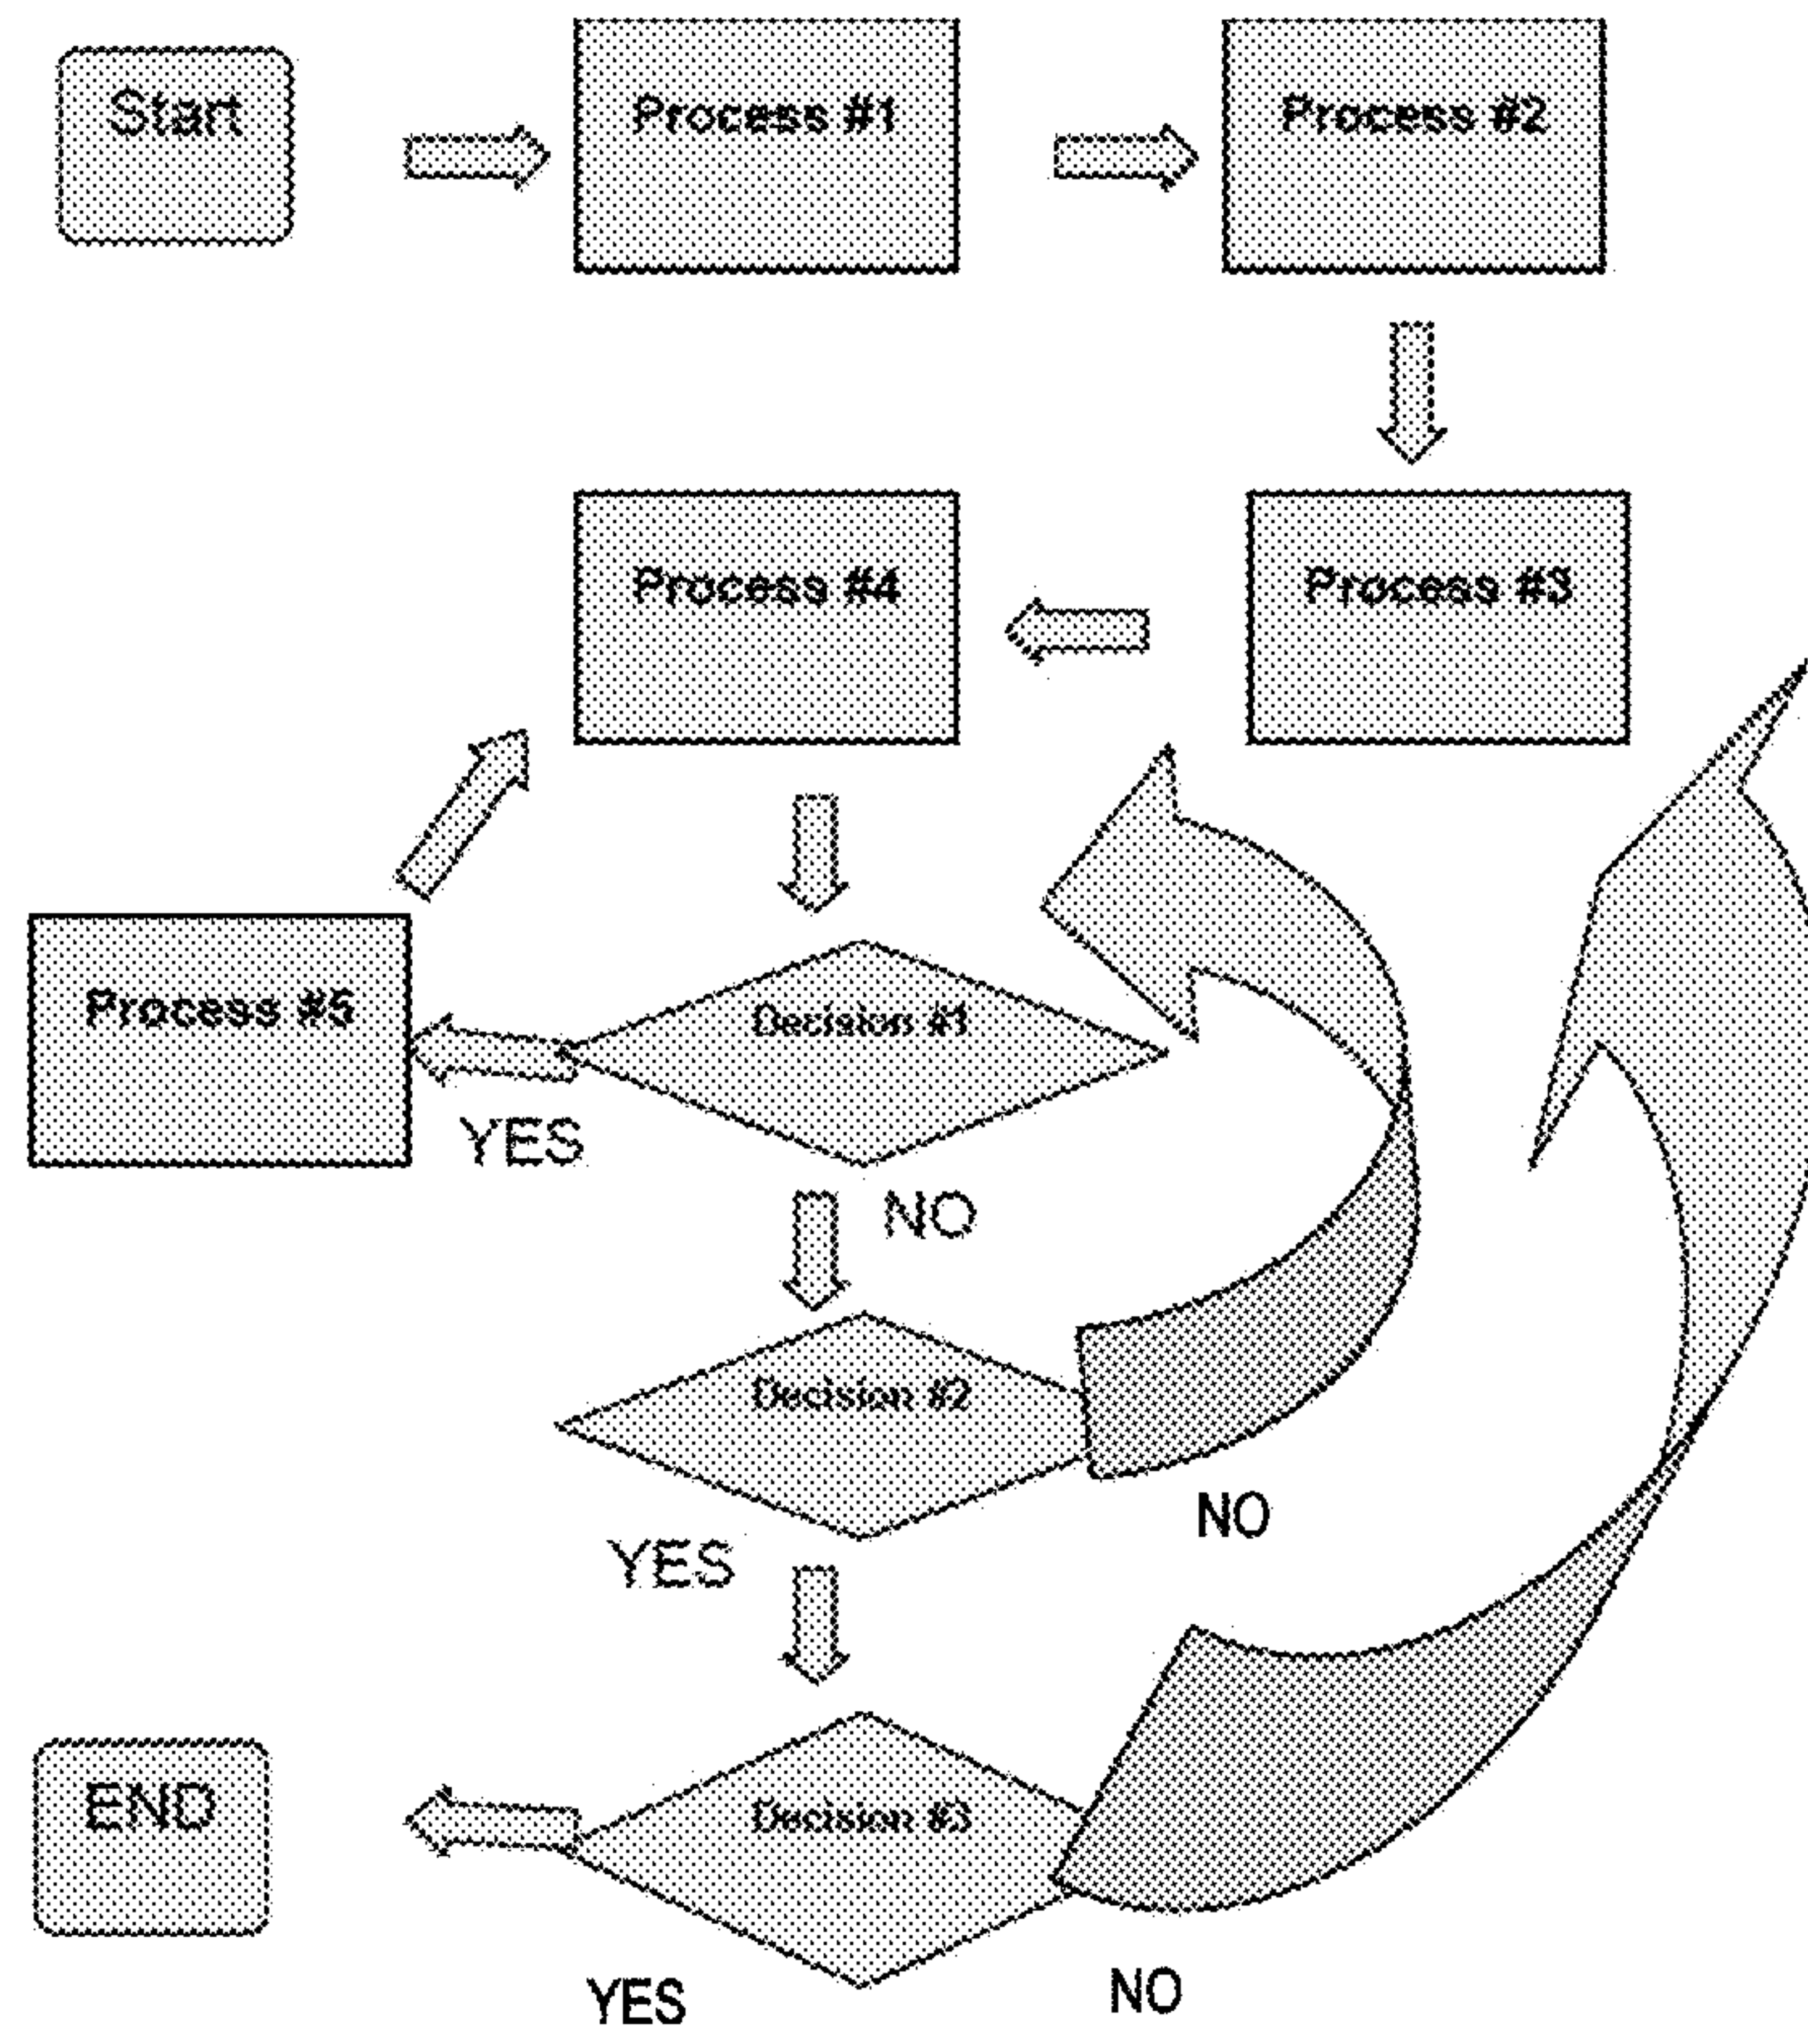 Start
Process #1
Process #2
Process #4
Process #3
Process #5
Decision #1
YES
NO
Decision #2
NO
YES
END
Decision #3
YES
NO